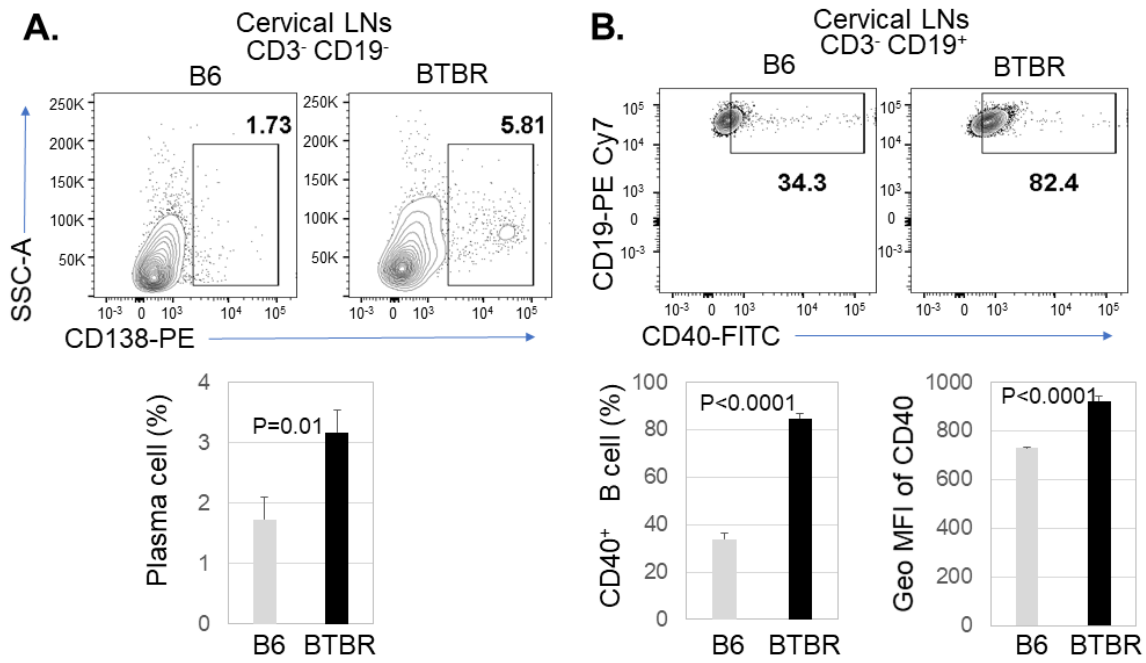 A.
Cervical LNs
CD3- CD19-
B6
BTBR
250K
200K
150K
100K
50K
0
1.73
250K
200K
150K
100K
50K
0
5.81
SSC-A
10-3 0 103 104 105
10-3 0 103 104 105
CD138-PE
4
3
2
1
0
Plasma cell (%)
P=0.01
B6 BTBR
B.
Cervical LNs
CD3- CD19+
B6
BTBR
105
104
103
0
10-3
34.3
105
104
103
0
10-3
82.4
CD19-PE Cy7
10-3 0 103 104 105
10-3 0 103 104 105
CD40-FITC
100
80
60
40
20
0
CD40+ B cell (%)
P<0.0001
B6 BTBR
1000
800
600
400
200
0
Geo MFI of CD40
P<0.0001
B6 BTBR